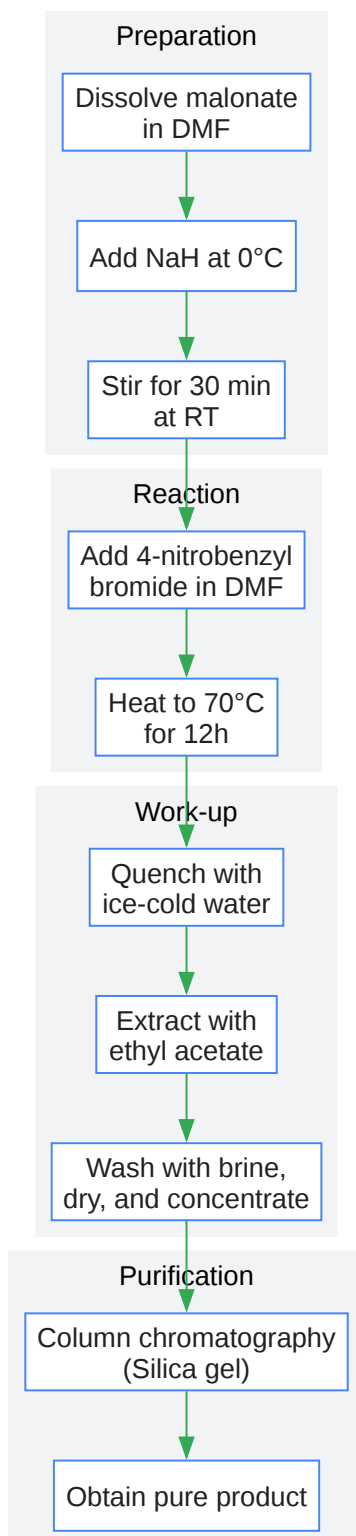 Preparation
Dissolve malonate
in DMF
Add NaH at 0°C
Stir for 30 min
at RT
Reaction
Add 4-nitrobenzyl
bromide in DMF
Heat to 70°C
for 12h
Work-up
Quench with
ice-cold water
Extract with
ethyl acetate
Wash with brine,
dry, and concentrate
Purification
Column chromatography
(Silica gel)
Obtain pure product